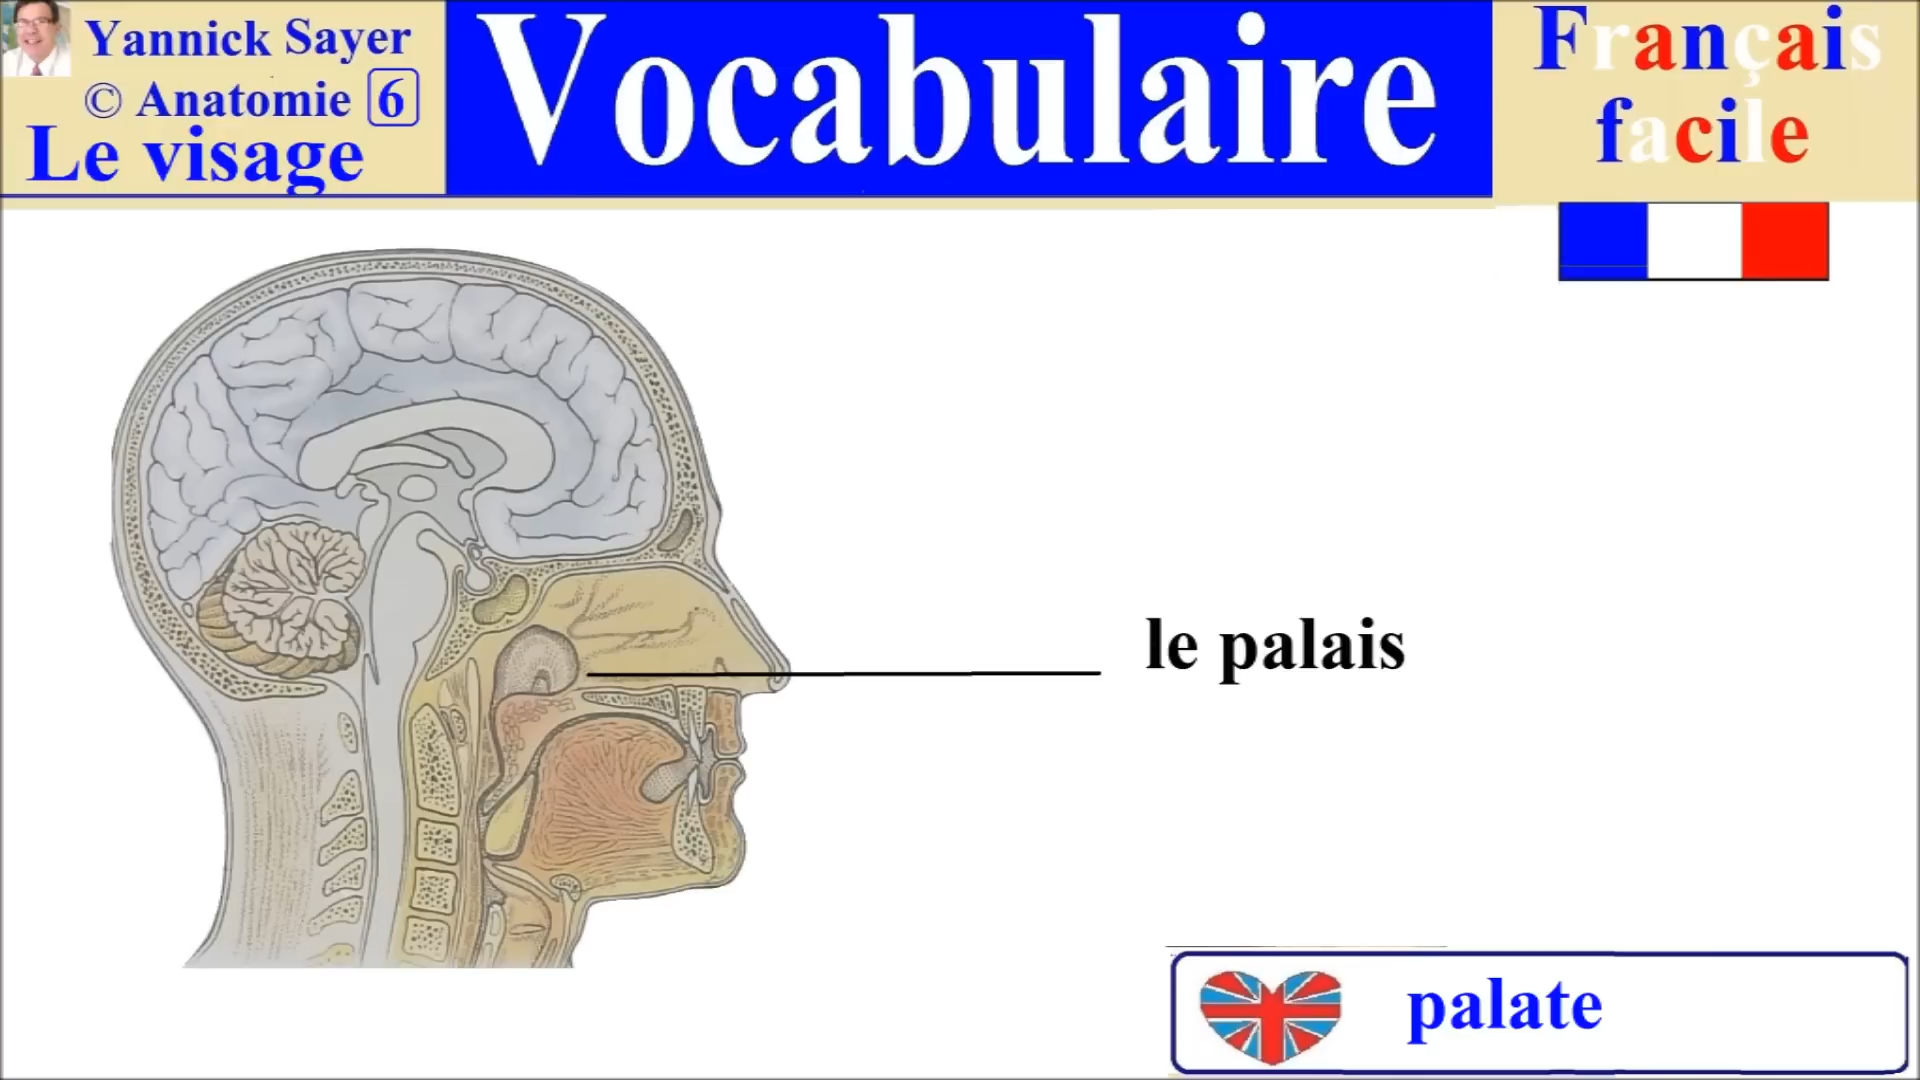 Yannick Sayer
© Anatomie 6
Le visage
Vocabulaire
Français
facile
le palais
palate